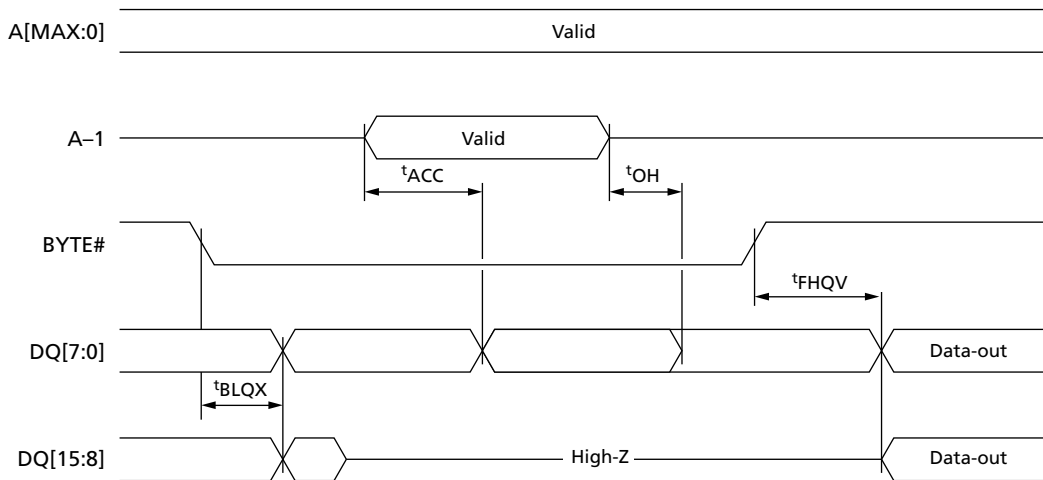 A[MAX:0] Valid
A–1 Valid
tACC tOH
BYTE#
tFHQV
DQ[7:0] Data-out
tBLQX
DQ[15:8] High-Z Data-out